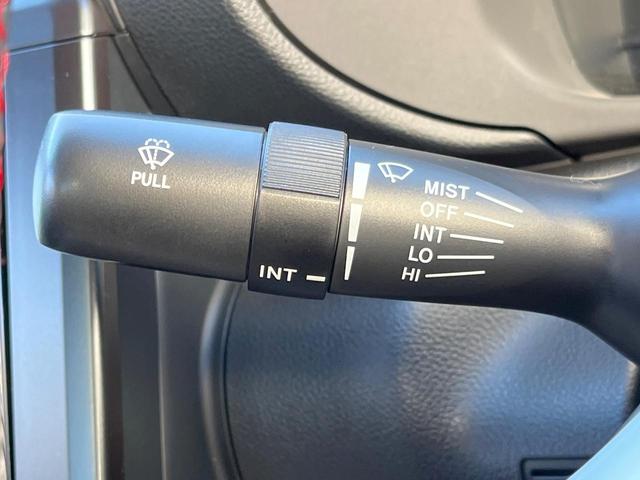 PULL
INT
MIST
OFF
INT
LO
HI